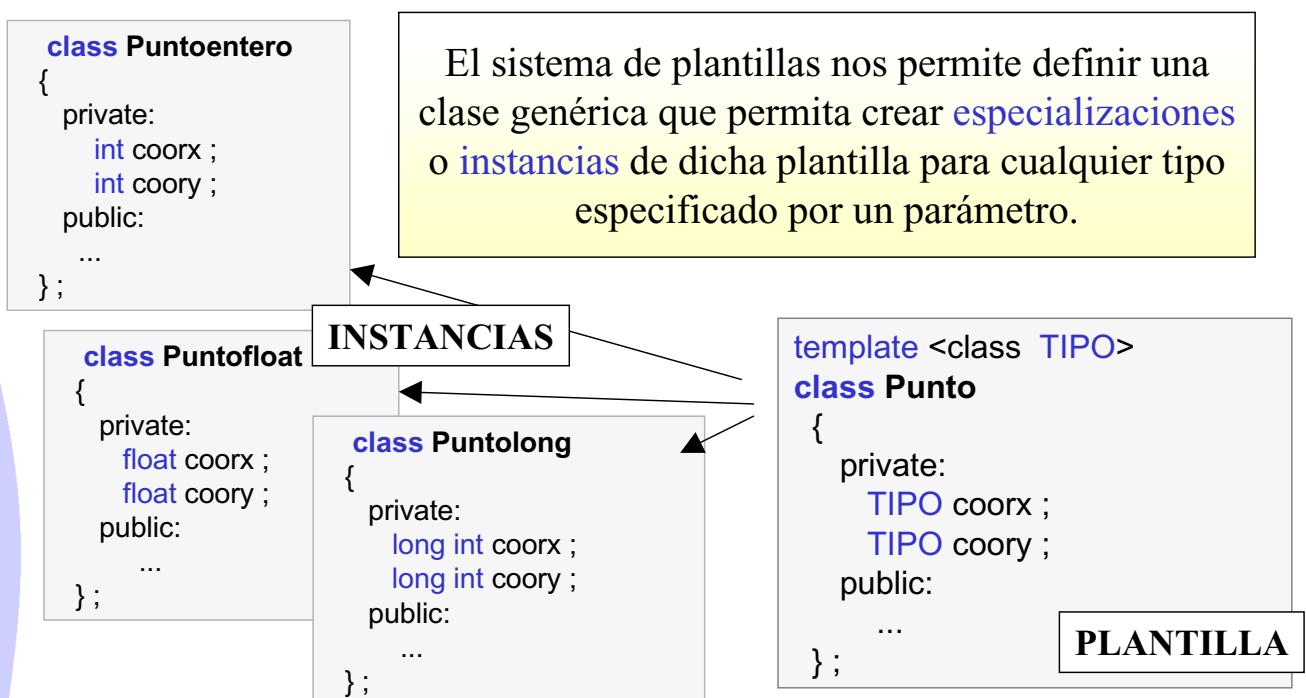 class Puntoentero
{
private:
int coorx ;
int coory ;
public:
...
} ;
El sistema de plantillas nos permite definir una
clase genérica que permita crear especializaciones
o instancias de dicha plantilla para cualquier tipo
especificado por un parámetro.
INSTANCIAS
class Puntofloat
{
private:
float coorx ;
float coory ;
public:
...
} ;
class Puntolong
{
private:
long int coorx ;
long int coory ;
public:
...
} ;
template <class TIPO>
class Punto
{
private:
TIPO coorx ;
TIPO coory ;
public:
...
} ;
PLANTILLA